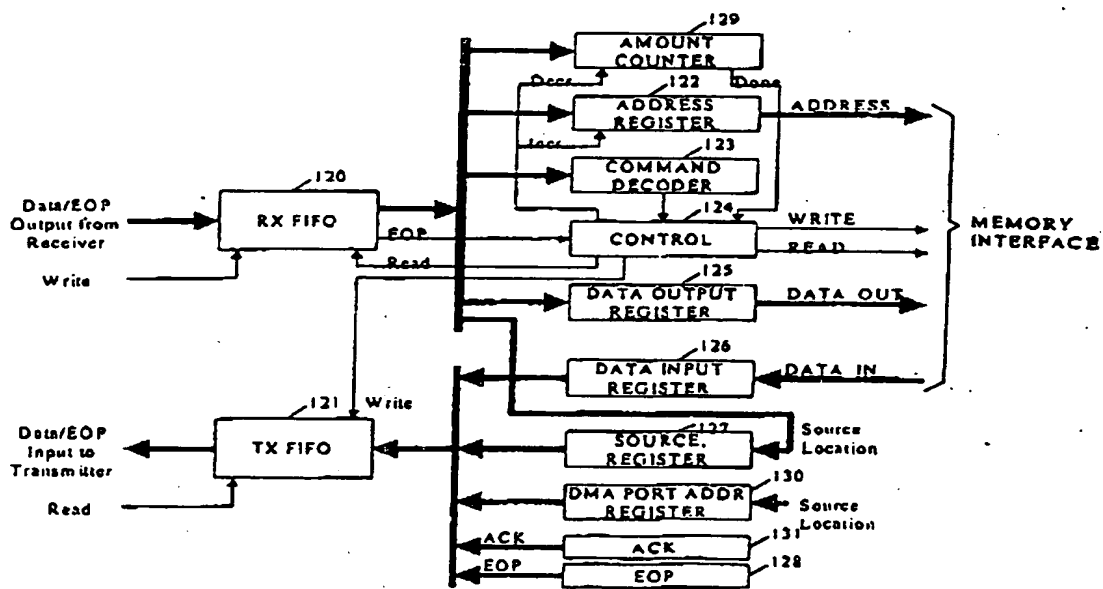 129
AMOUNT
COUNTER
Decr
Done
122
ADDRESS
REGISTER
ADDRESS
Incr
123
COMMAND
DECODER
120
Data/EOP
Output from
Receiver
RX FIFO
EOP
124
CONTROL
WRITE
READ
MEMORY
INTERFACE
Read
Write
125
DATA OUTPUT
REGISTER
DATA OUT
126
DATA INPUT
REGISTER
DATA IN
121
Write
127
Data/EOP
Input to
Transmitter
TX FIFO
SOURCE.
REGISTER
Source
Location
Read
130
DMA PORT ADDR
REGISTER
Source
Location
131
ACK
ACK
128
EOP
EOP